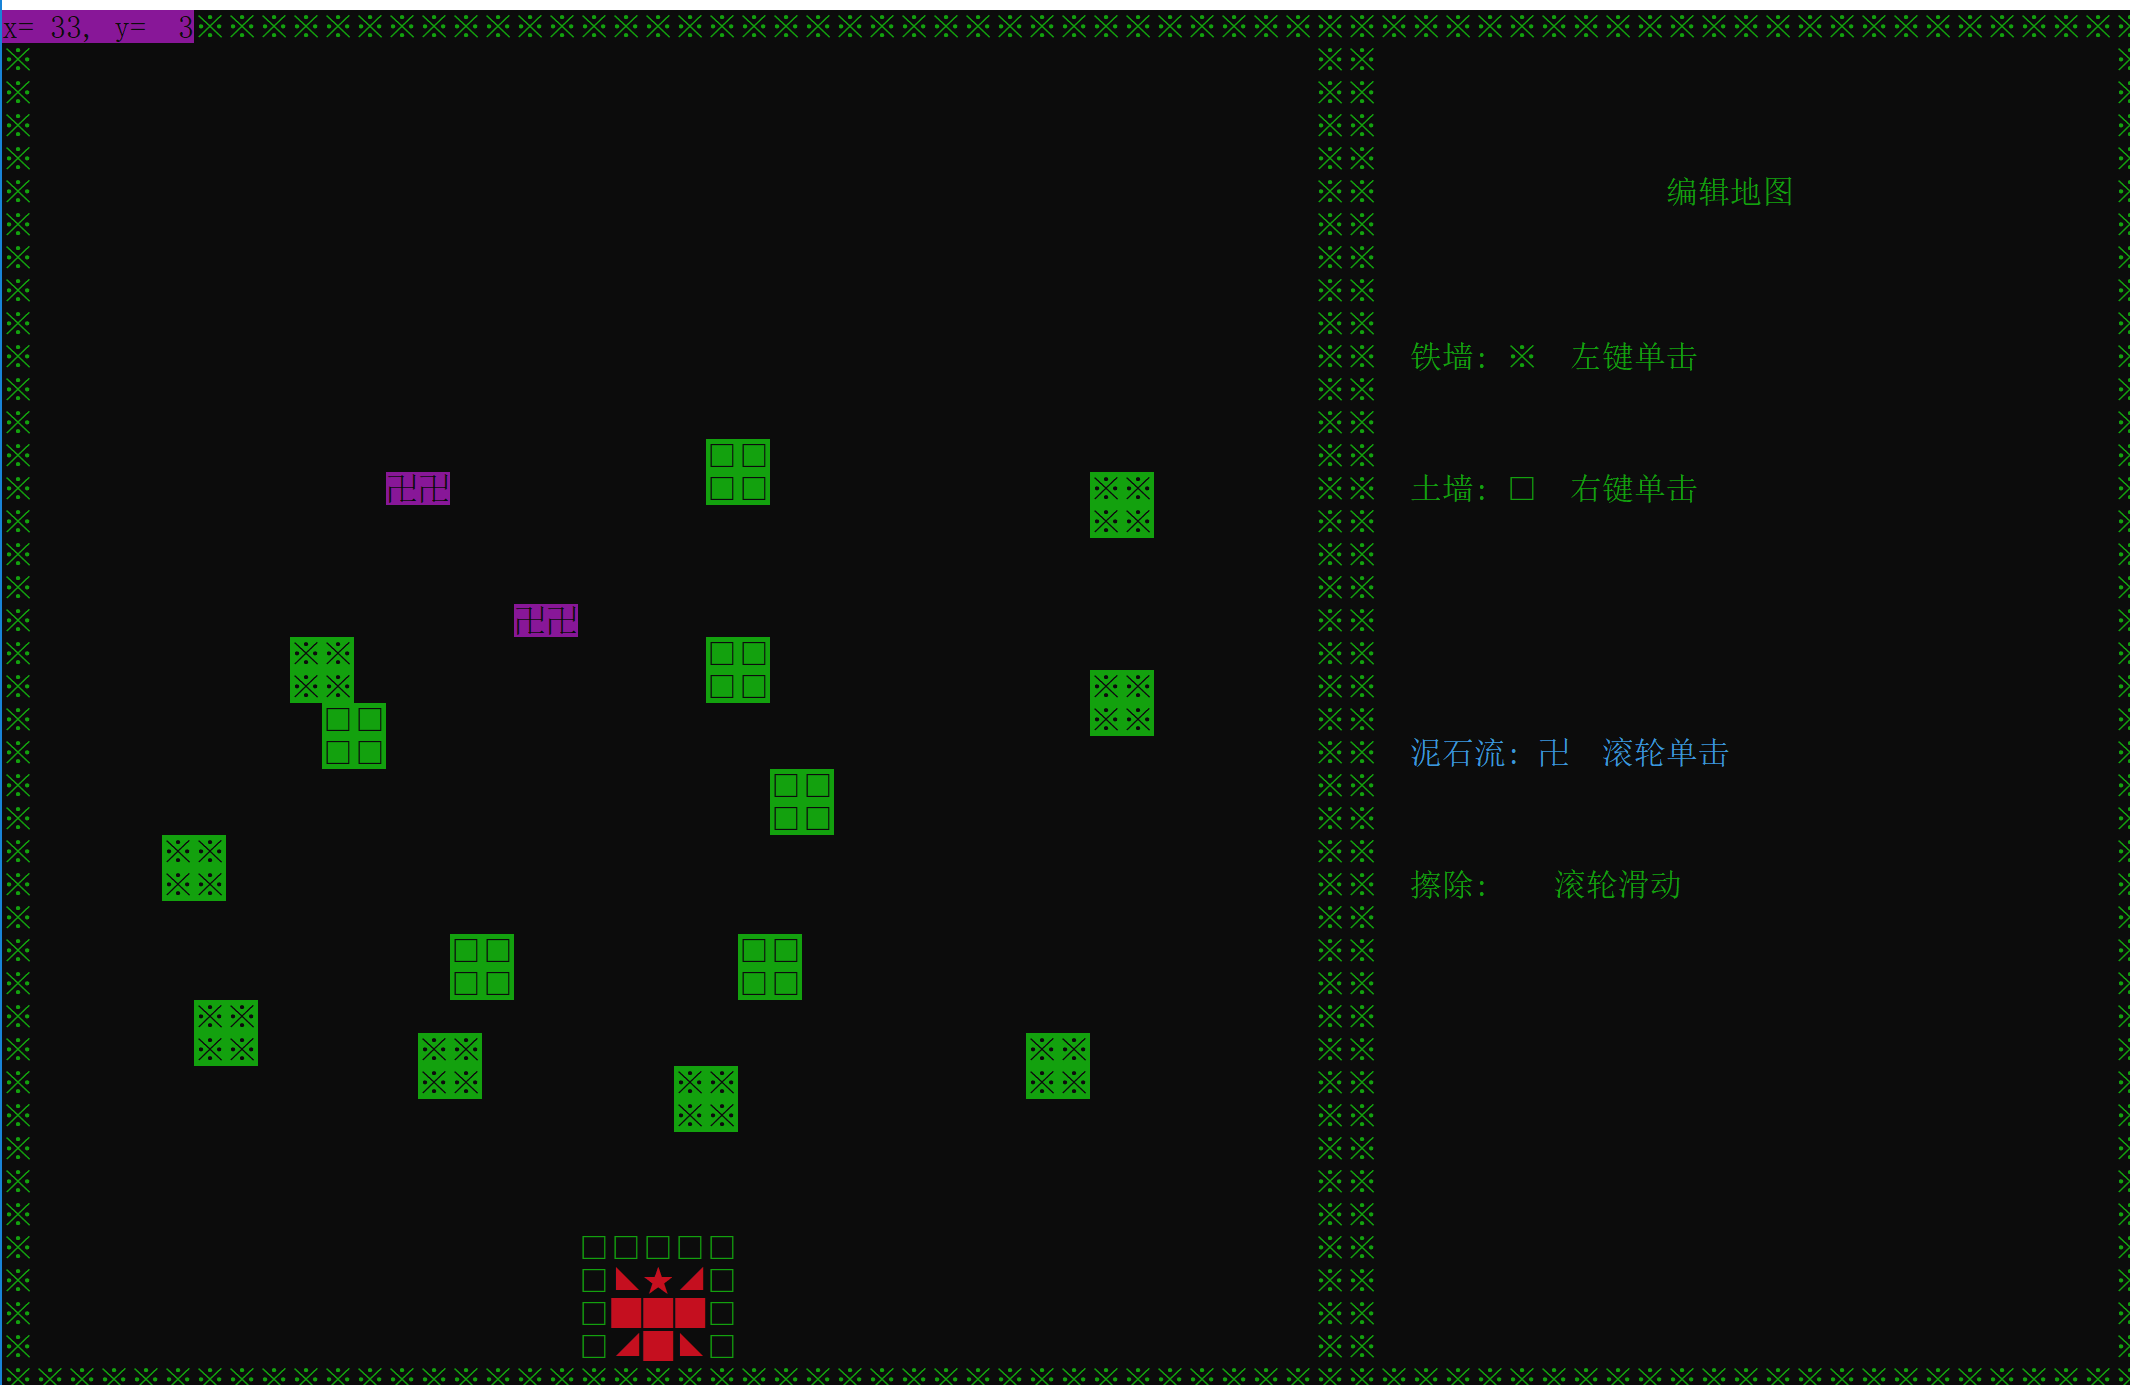 x= 33, y=  3
编辑地图
铁墙: ※  左键单击
土墙: □  右键单击
泥石流: 卍  滚轮单击
擦除:    滚轮滑动